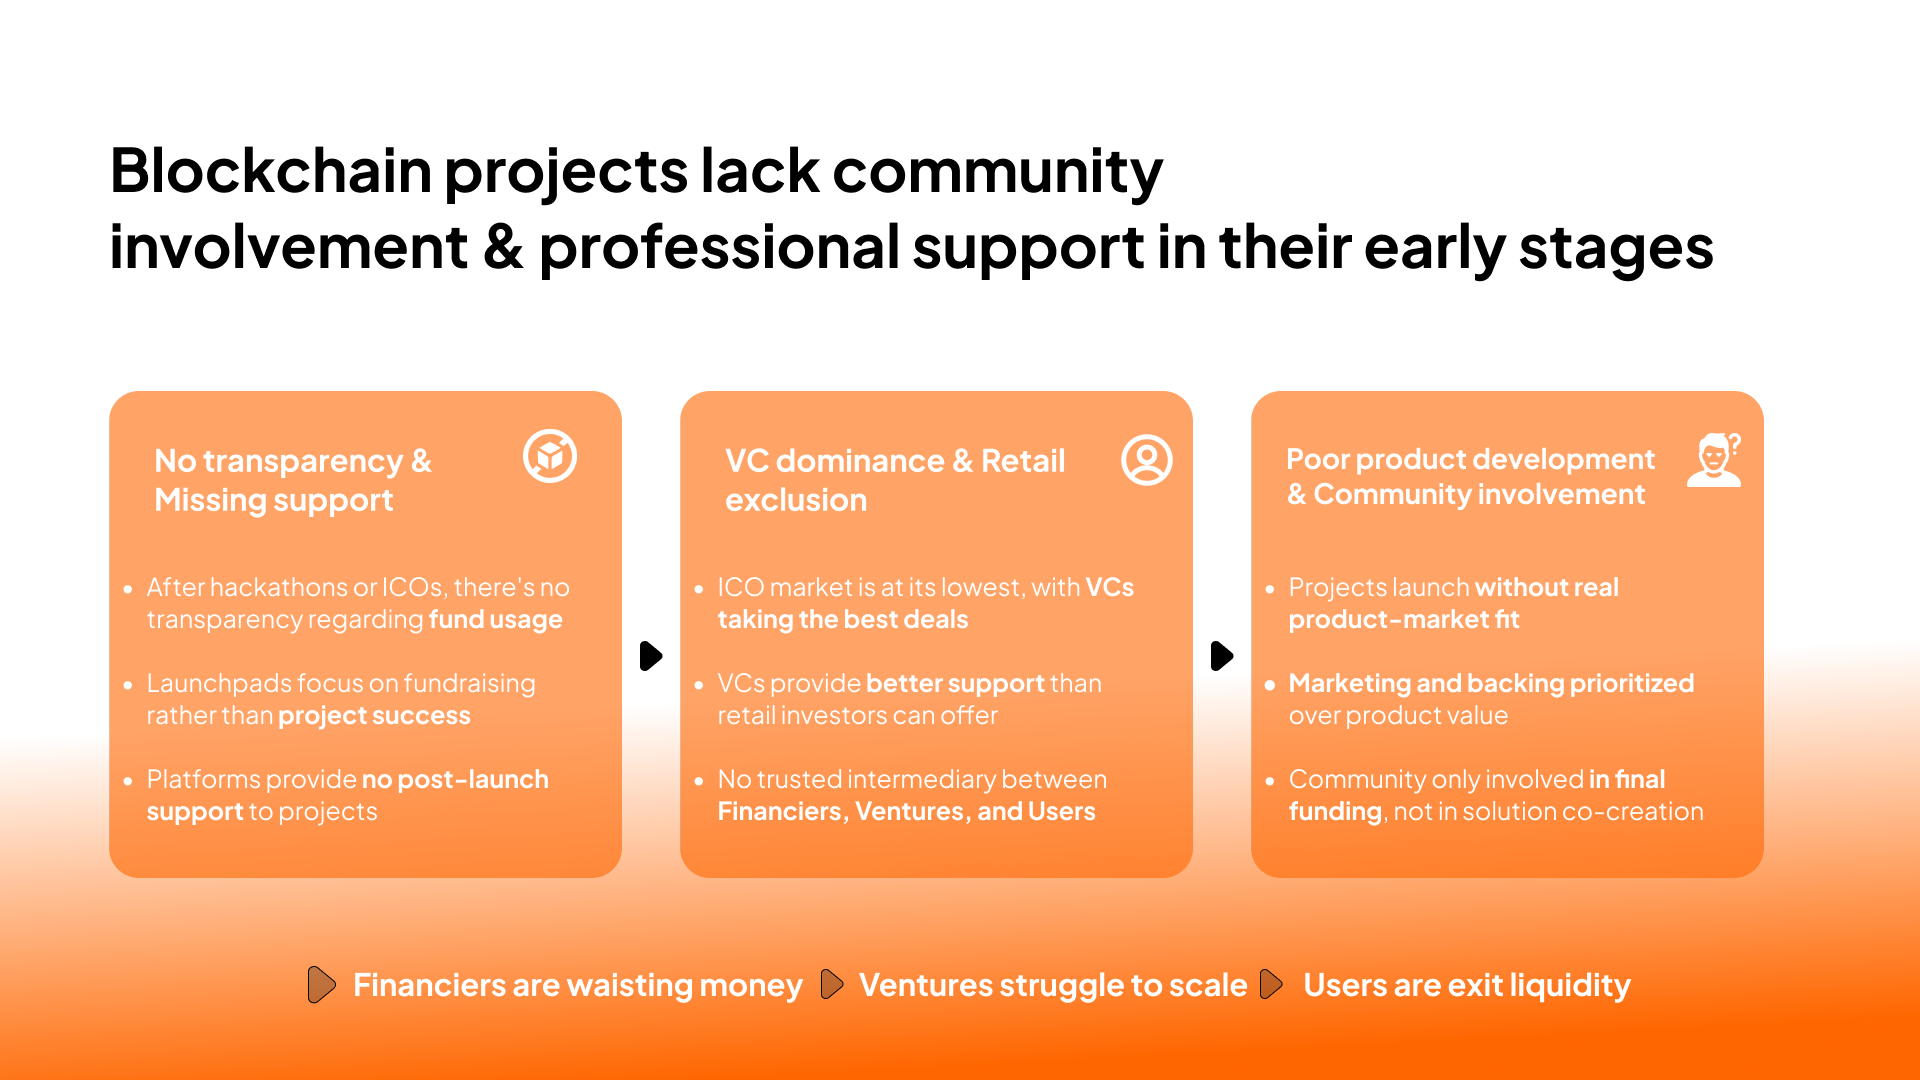 Blockchain projects lack community
involvement & professional support in their early stages
No transparency &
Missing support
• After hackathons or ICOs, there's no
transparency regarding fund usage
• Launchpads focus on fundraising
rather than project success
• Platforms provide no post-launch
support to projects
VC dominance & Retail
exclusion
• ICO market is at its lowest, with VCs
taking the best deals
• VCs provide better support than
retail investors can offer
• No trusted intermediary between
Financiers, Ventures, and Users
Poor product development
& Community involvement
• Projects launch without real
product-market fit
• Marketing and backing prioritized
over product value
• Community only involved in final
funding, not in solution co-creation
Financiers are waisting money
Ventures struggle to scale
Users are exit liquidity